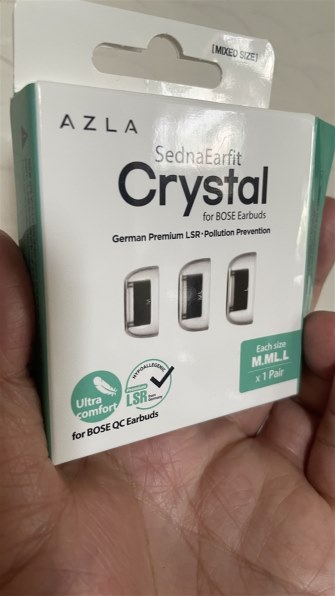 [MIXED SIZE]
AZLA
SednaEarfit
Crystal
for BOSE Earbuds
German Premium LSR·Pollution Prevention
Each size
M.ML.L
x 1 Pair
HYPOALLERGENIC
LSR
Ultra
comfort
for BOSE QC Earbuds